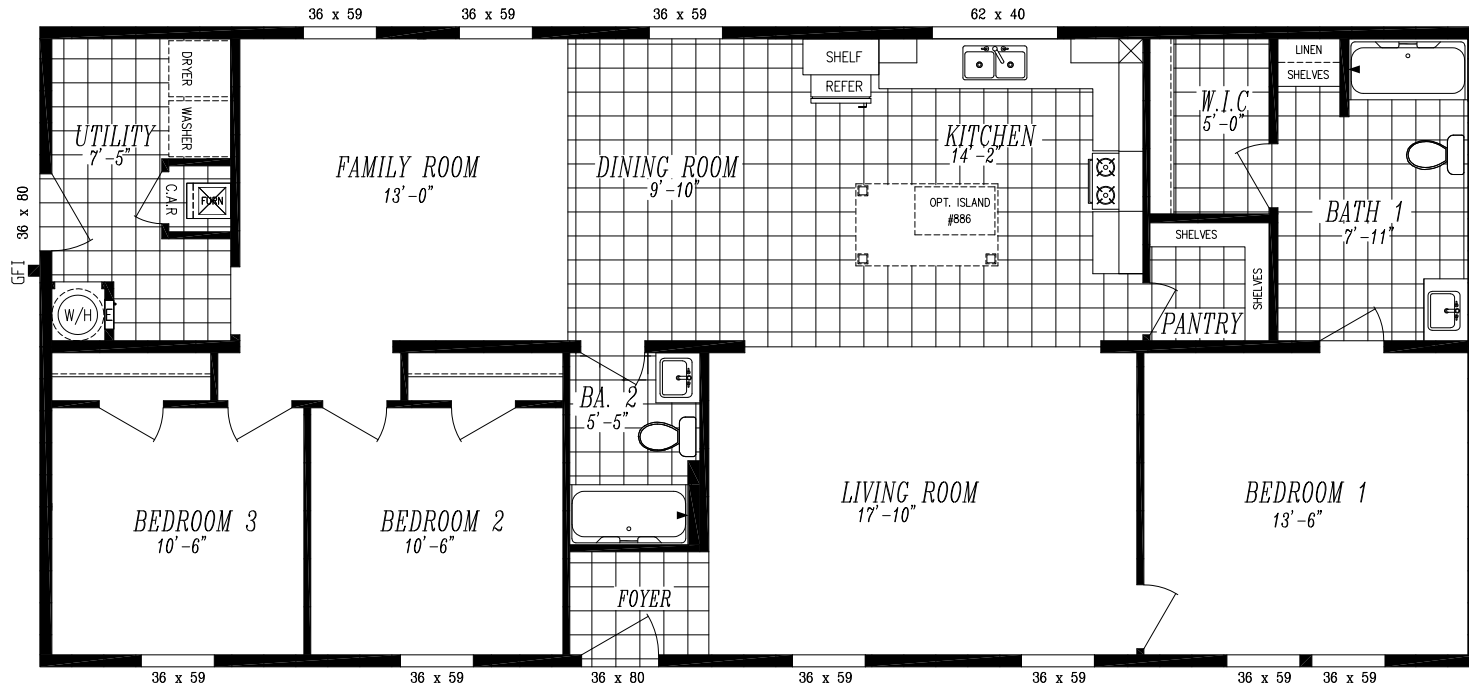 36 x 59
36 x 59
36 x 59
62 x 40
DRYER
WASHER
UTILITY
7'-5"
C.A.R
FURN
36 x 80
GFI
W/H
E
FAMILY ROOM
13'-0"
DINING ROOM
9'-10"
SHELF
REFER
KITCHEN
14'-2"
OPT. ISLAND
#886
W.I.C
5'-0"
LINEN
SHELVES
BATH 1
7'-11"
SHELVES
SHELVES
PANTRY
BA. 2
5'-5"
BEDROOM 3
10'-6"
BEDROOM 2
10'-6"
FOYER
LIVING ROOM
17'-10"
BEDROOM 1
13'-6"
36 x 59
36 x 59
36 x 80
36 x 59
36 x 59
36 x 59
36 x 59